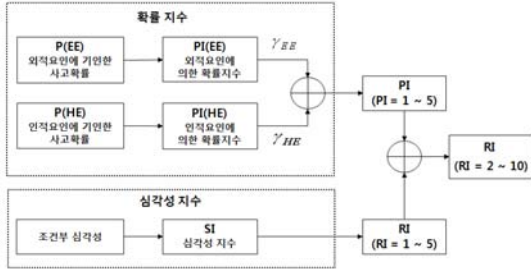 확률 지수
P(EE)
외적요인에 기인한
사고확률
PI(EE)
외적요인에
의한 확률지수
γEE
P(HE)
인적요인에 기인한
사고확률
PI(HE)
인적요인에
의한 확률지수
γHE
PI
(PI = 1 ~ 5)
RI
(RI = 2 ~ 10)
심각성 지수
조건부 심각성
SI
심각성 지수
RI
(RI = 1 ~ 5)